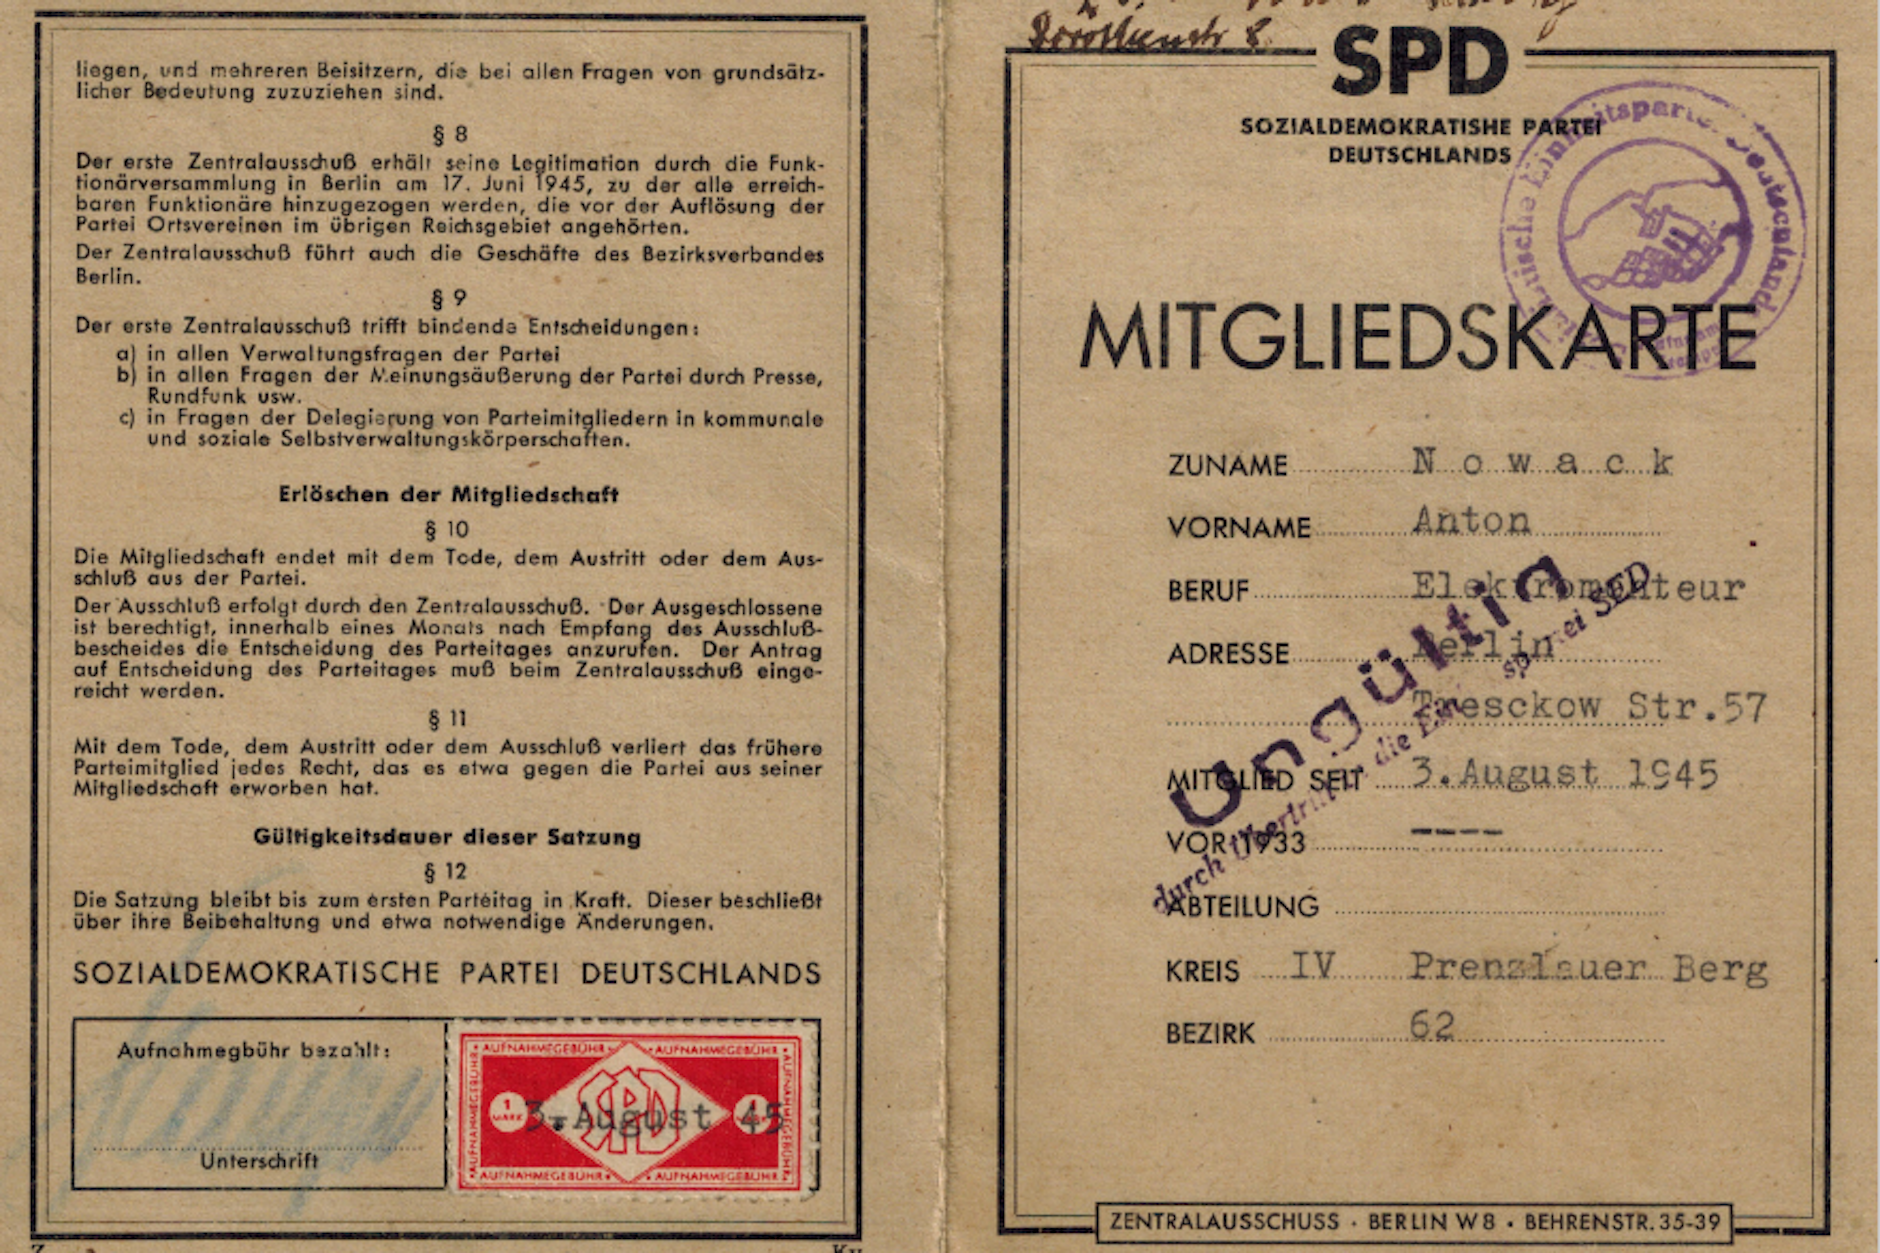 liegen, und mehreren Beisitzern, die bei allen Fragen von grundsätz-
licher Bedeutung zuzuziehen sind.
§ 8
Der erste Zentralausschuß erhält seine Legitimation durch die Funk-
tionärversammlung in Berlin am 17. Juni 1945, zu der alle erreich-
baren Funktionäre hinzugezogen werden, die vor der Auflösung der
Partei Ortsvereinen im übrigen Reichsgebiet angehörten.
Der Zentralausschuß führt auch die Geschäfte des Bezirksverbandes
Berlin.
§ 9
Der erste Zentralausschuß trifft bindende Entscheidungen:
a) in allen Verwaltungsfragen der Partei
b) in allen Fragen der Meinungsäußerung der Partei durch Presse,
Rundfunk usw.
c) in Fragen der Delegierung von Parteimitgliedern in kommunale
und soziale Selbstverwaltungskörperschaften.
Erlöschen der Mitgliedschaft
§ 10
Die Mitgliedschaft endet mit dem Tode, dem Austritt oder dem Aus-
schluß aus der Partei.
Der Ausschluß erfolgt durch den Zentralausschuß. Der Ausgeschlossene
ist berechtigt, innerhalb eines Monats nach Empfang des Ausschluß-
bescheides die Entscheidung des Parteitages anzurufen. Der Antrag
auf Entscheidung des Parteitages muß beim Zentralausschuß einge-
reicht werden.
§ 11
Mit dem Tode, dem Austritt oder dem Ausschluß verliert das frühere
Parteimitglied jedes Recht, das es etwa gegen die Partei aus seiner
Mitgliedschaft erworben hat.
Gültigkeitsdauer dieser Satzung
§ 12
Die Satzung bleibt bis zum ersten Parteitag in Kraft. Dieser beschließt
über ihre Beibehaltung und etwa notwendige Änderungen.
SOZIALDEMOKRATISCHE PARTEI DEUTSCHLANDS
Aufnahmegbühr bezahlt:
Unterschrift
AUFNAHMEGEBÜHR AUFNAHMEGEBÜHR
AUFNAHMEGEBÜHR
AUFNAHMEGEBÜHR
1 MARK
SPD
1
3. August 45
AUFNAHMEGEBÜHR AUFNAHMEGEBÜHR
Dorotheenstr 8
SPD
SOZIALDEMOKRATISHE PARTEI
DEUTSCHLANDS
Einheitspartei Deutschlands
MITGLIEDSKARTE
ZUNAME Nowack
VORNAME Anton
BERUF Elektromonteur
ADRESSE Berlin
Tresckow Str.57
MITGLIED SEIT 3.August 1945
VOR 1933 ----
ABTEILUNG
KREIS IV Prenzlauer Berg
BEZIRK 62
Ungültig
durch Übertritt in die SED
ZENTRALAUSSCHUSS · BERLIN W 8 · BEHRENSTR. 35-39